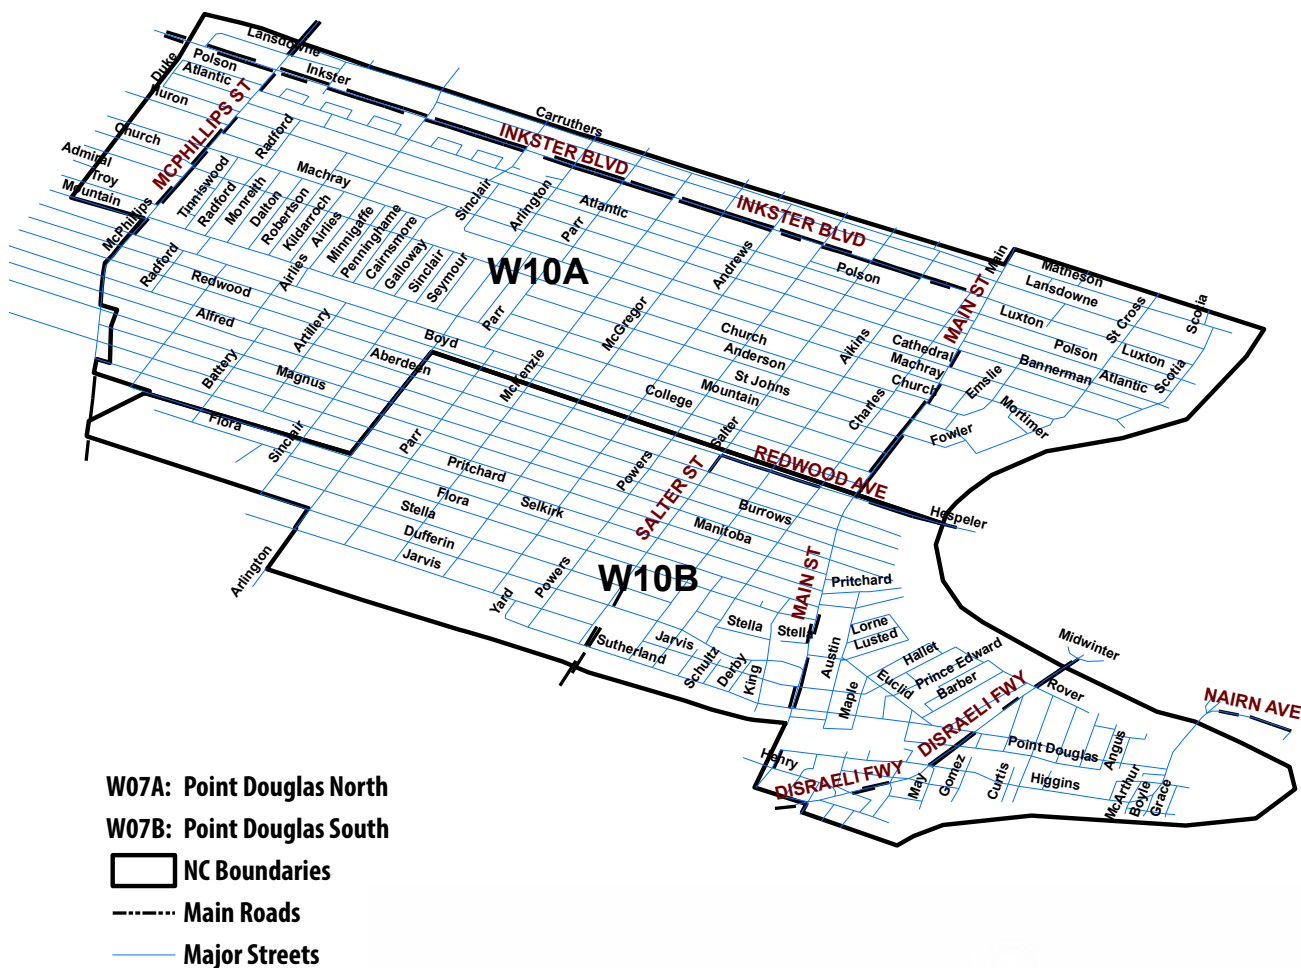 Lansdowne
Duke
Polson
Atlantic
Inkster
Huron
MCPHILLIPS ST
Radford
Carruthers
INKSTER BLVD
Church
Admiral
Troy
Mountain
McPhillips
Tinniswood
Radford
Monreith
Dalton
Robertson
Kildarroch
Airlies
Machray
Minnigaffe
Penninghame
Cairnsmore
Galloway
Sinclair
Seymour
Sinclair
Arlington
Parr
Atlantic
INKSTER BLVD
W10A
Andrews
Polson
Main
MAIN ST
Matheson
Lansdowne
Luxton
St Cross
Scotia
Polson
Luxton
Radford
Redwood
Airlies
Alfred
Artillery
Battery
Magnus
Boyd
Aberdeen
Parr
McKenzie
McGregor
Church
Anderson
St Johns
Mountain
College
Aikins
Cathedral
Machray
Church
Charles
Emslie
Bannerman
Atlantic
Scotia
Mortimer
Fowler
Flora
Sinclair
Parr
Salter
REDWOOD AVE
Powers
SALTER ST
Hespeler
Pritchard
Flora
Selkirk
Stella
Dufferin
Jarvis
Burrows
Manitoba
Arlington
Yard
Powers
W10B
MAIN ST
Pritchard
Stella
Stella
Lorne
Lusted
Jarvis
Sutherland
Schultz
Derby
King
Austin
Maple
Hallet
Prince Edward
Barber
Euclid
Midwinter
Rover
DISRAELI FWY
NAIRN AVE
Point Douglas
Angus
Henry
DISRAELI FWY
May
Gomez
Curtis
Higgins
McArthur
Boyle
Grace
W07A: Point Douglas North
W07B: Point Douglas South
NC Boundaries
Main Roads
Major Streets